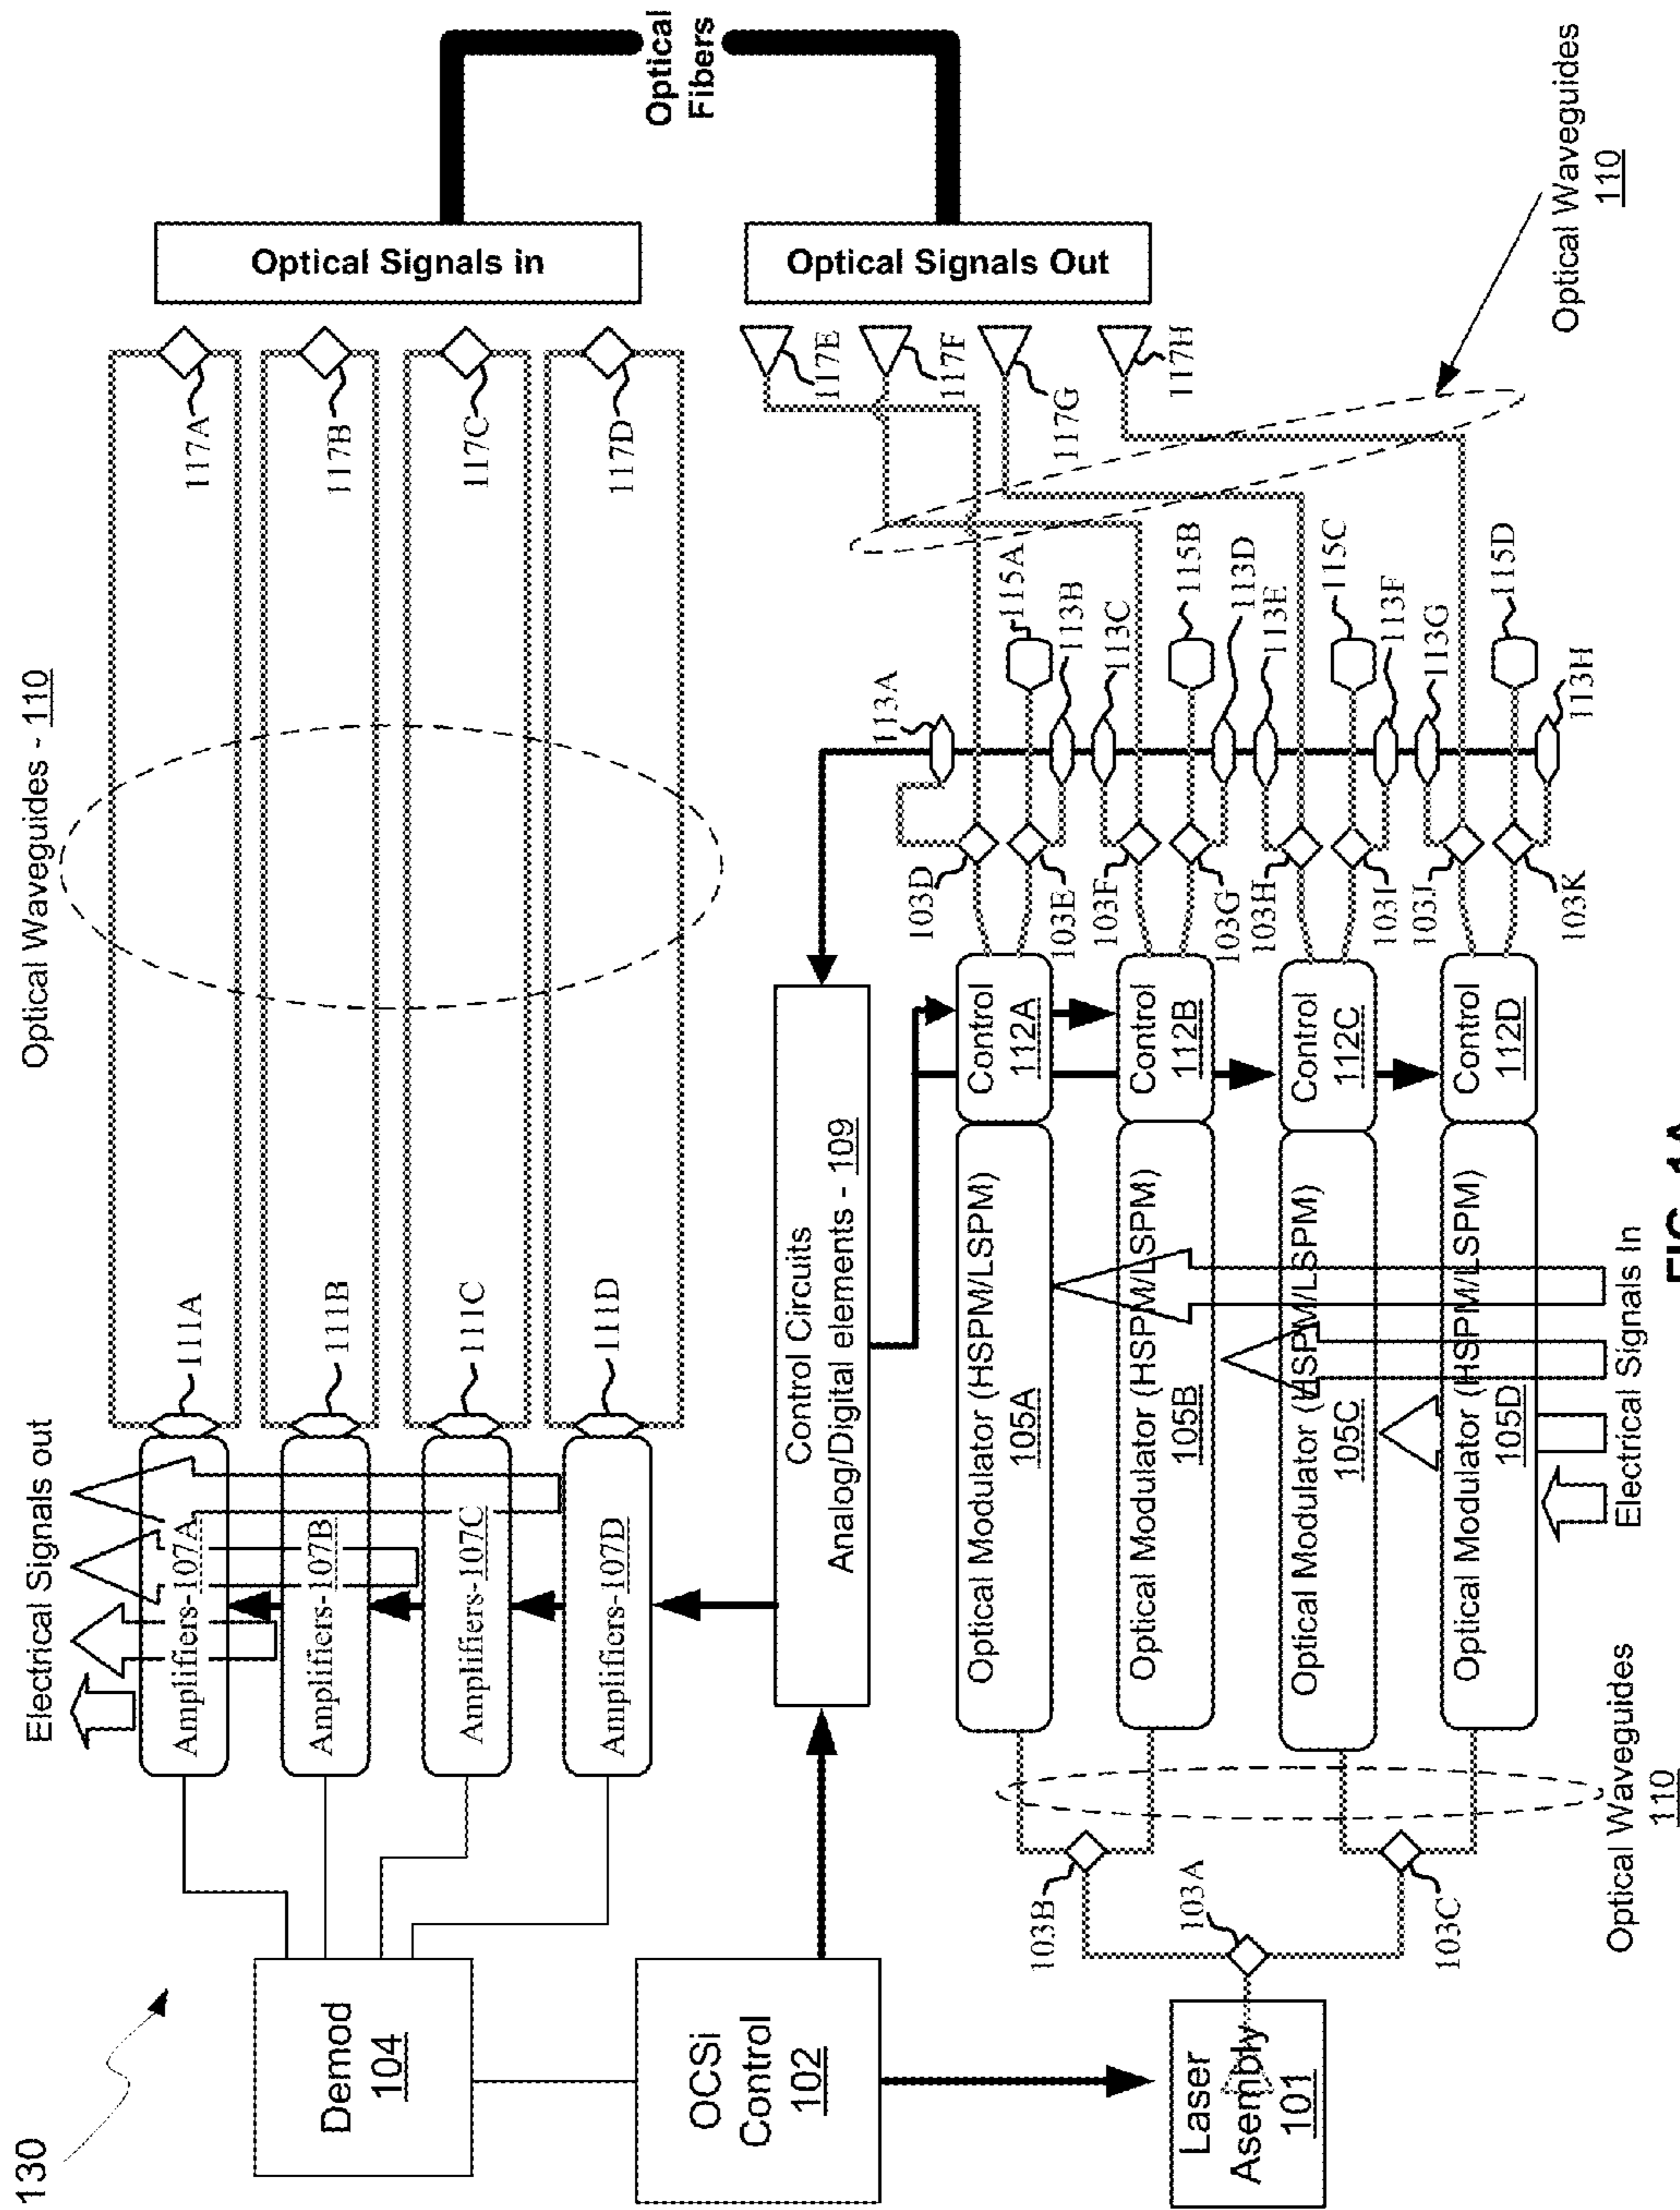 130
Optical Waveguides - 110
Electrical Signals out
Demod
104
Amplifiers-107A
Amplifiers-107B
Amplifiers-107C
Amplifiers-107D
111A
111B
111C
111D
117A
117B
117C
117D
Optical Signals in
Optical
Fibers
OCSi
Control
102
Control Circuits
Analog/Digital elements - 109
Optical Signals Out
117E
117F
117G
117H
Laser
Asembly
101
103A
103B
103C
Optical Modulator (HSPM/LSPM)
105A
Optical Modulator (HSPM/LSPM)
105B
Optical Modulator (HSPM/LSPM)
105C
Optical Modulator (HSPM/LSPM)
105D
Control
112A
Control
112B
Control
112C
Control
112D
103D
103E
103F
103G
103H
103I
103J
103K
113A
115A
113B
113C
115B
113D
113E
115C
113F
113G
115D
113H
Optical Waveguides
110
Electrical Signals In
Optical Waveguides
110
FIG. 1A